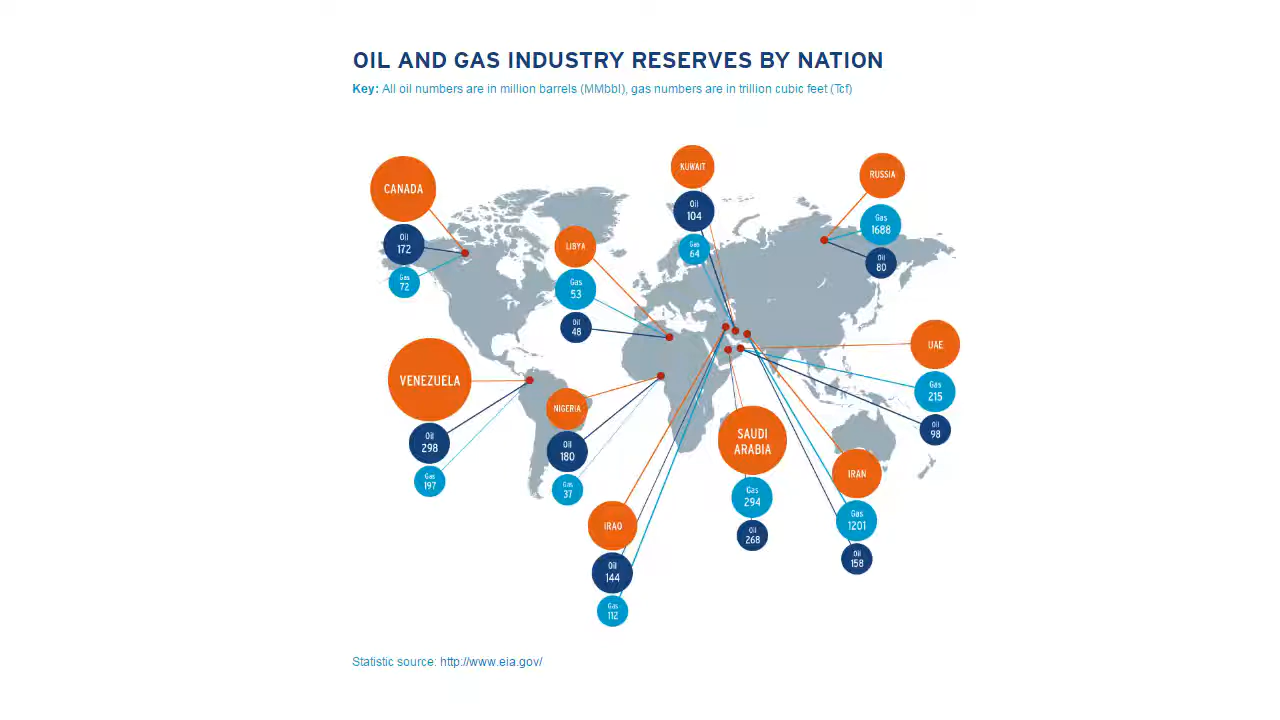 OIL AND GAS INDUSTRY RESERVES BY NATION
Key: All oil numbers are in million barrels (MMbbl), gas numbers are in trillion cubic feet (Tcf)
CANADA
Oil
172
Gas
72
LIBYA
Gas
53
Oil
48
KUWAIT
Oil
104
Gas
64
RUSSIA
Gas
1688
Oil
80
UAE
Gas
215
Oil
98
VENEZUELA
Oil
298
Gas
197
NIGERIA
Oil
180
Gas
37
IRAQ
Oil
144
Gas
112
SAUDI
ARABIA
Gas
294
Oil
268
IRAN
Gas
1201
Oil
158
Statistic source: http://www.eia.gov/